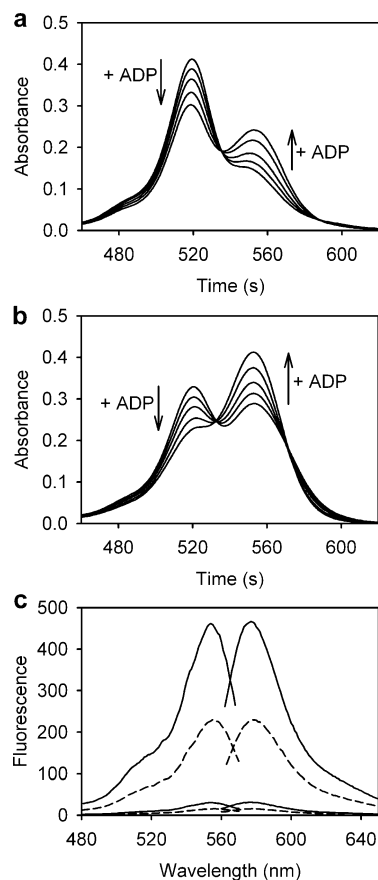 a
0.5
0.4
0.3
0.2
0.1
0.0
Absorbance
+ ADP
+ ADP
480 520 560 600
Time (s)
b
0.5
0.4
0.3
0.2
0.1
0.0
Absorbance
+ ADP
+ ADP
480 520 560 600
Time (s)
c
500
400
300
200
100
0
Fluorescence
480 520 560 600 640
Wavelength (nm)